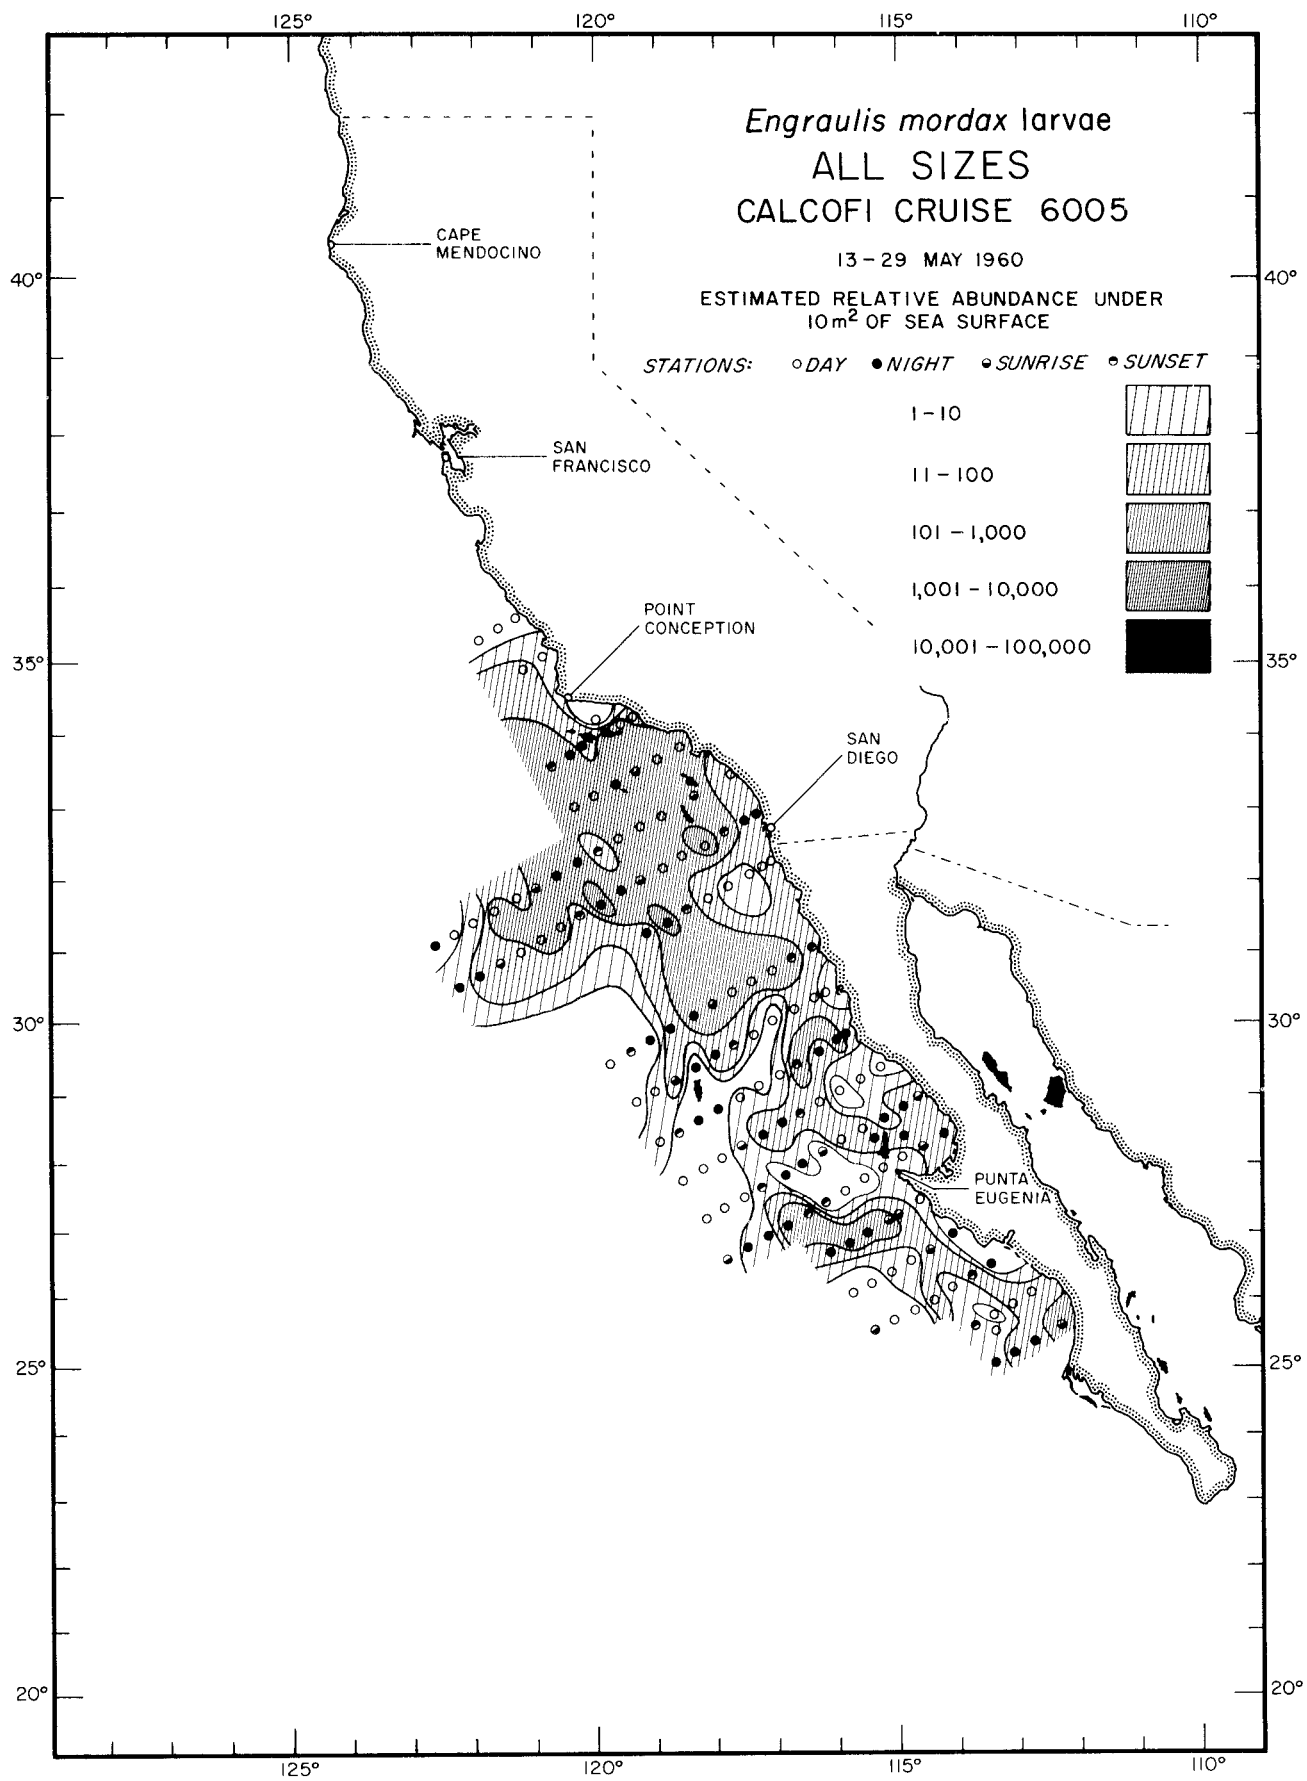 125° 120° 115° 110°
Engraulis mordax larvae
ALL SIZES
CALCOFI CRUISE 6005
13-29 MAY 1960
ESTIMATED RELATIVE ABUNDANCE UNDER
10m² OF SEA SURFACE
STATIONS: DAY NIGHT SUNRISE SUNSET
1-10
11-100
101-1,000
1,001-10,000
10,001-100,000
CAPE
MENDOCINO
40° 40°
SAN
FRANCISCO
POINT
CONCEPTION
35° 35°
SAN
DIEGO
30° 30°
PUNTA
EUGENIA
25° 25°
20° 20°
125° 120° 115° 110°